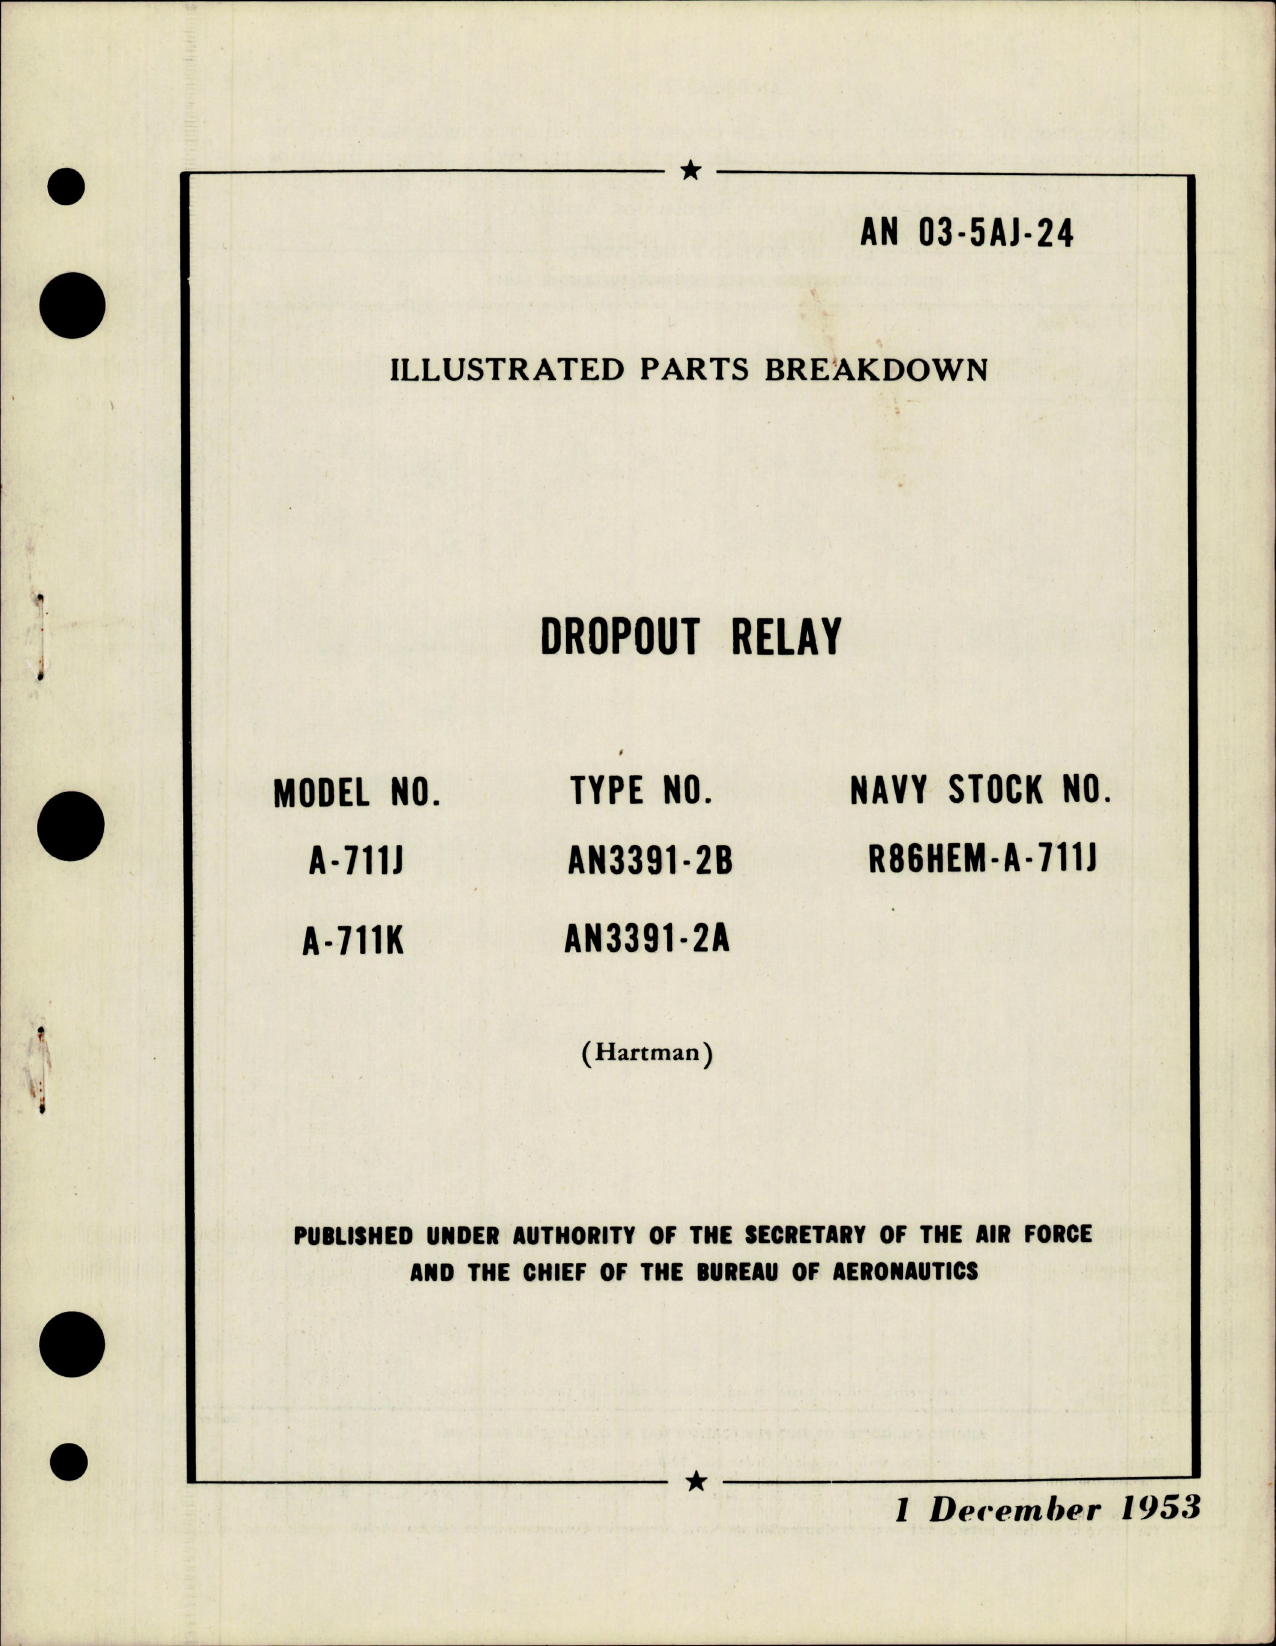 AN 03-5AJ-24
ILLUSTRATED PARTS BREAKDOWN
DROPOUT RELAY
MODEL NO. TYPE NO. NAVY STOCK NO.
A-711J AN3391-2B R86HEM-A-711J
A-711K AN3391-2A
(Hartman)
PUBLISHED UNDER AUTHORITY OF THE SECRETARY OF THE AIR FORCE
AND THE CHIEF OF THE BUREAU OF AERONAUTICS
1 December 1953